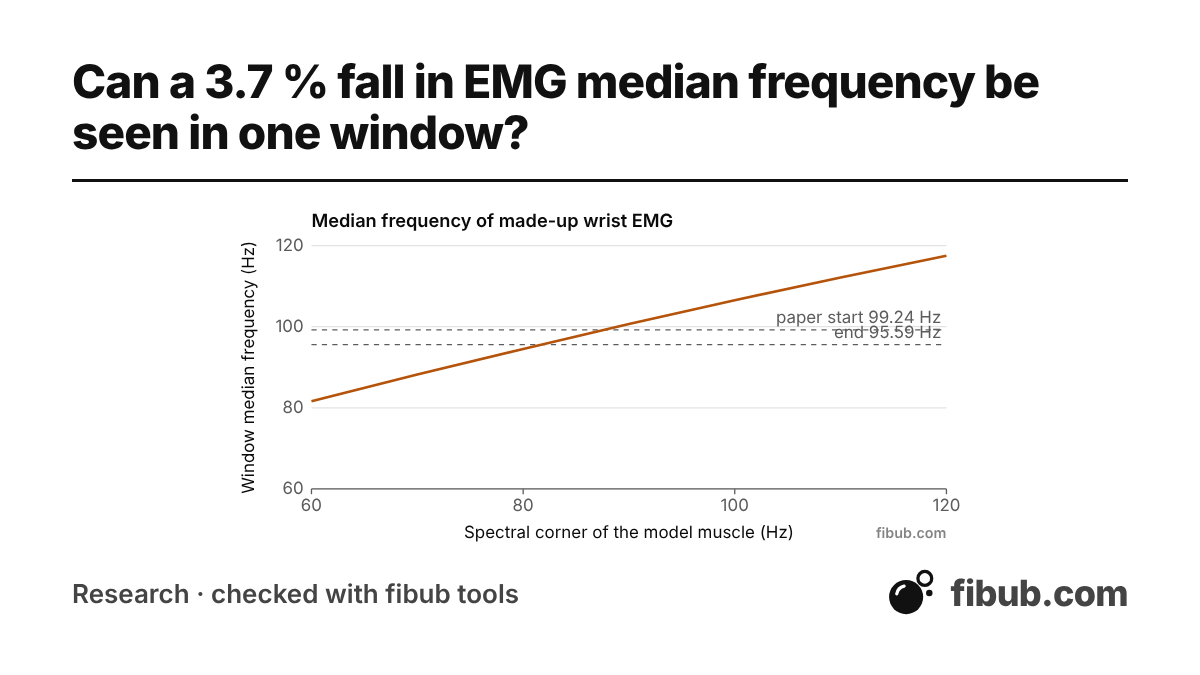 Can a 3.7 % fall in EMG median frequency be
seen in one window?
Median frequency of made-up wrist EMG
Window median frequency (Hz)
120
100
80
60
paper start 99.24 Hz
end 95.59 Hz
60 80 100 120
Spectral corner of the model muscle (Hz)
fibub.com
Research · checked with fibub tools
fibub.com